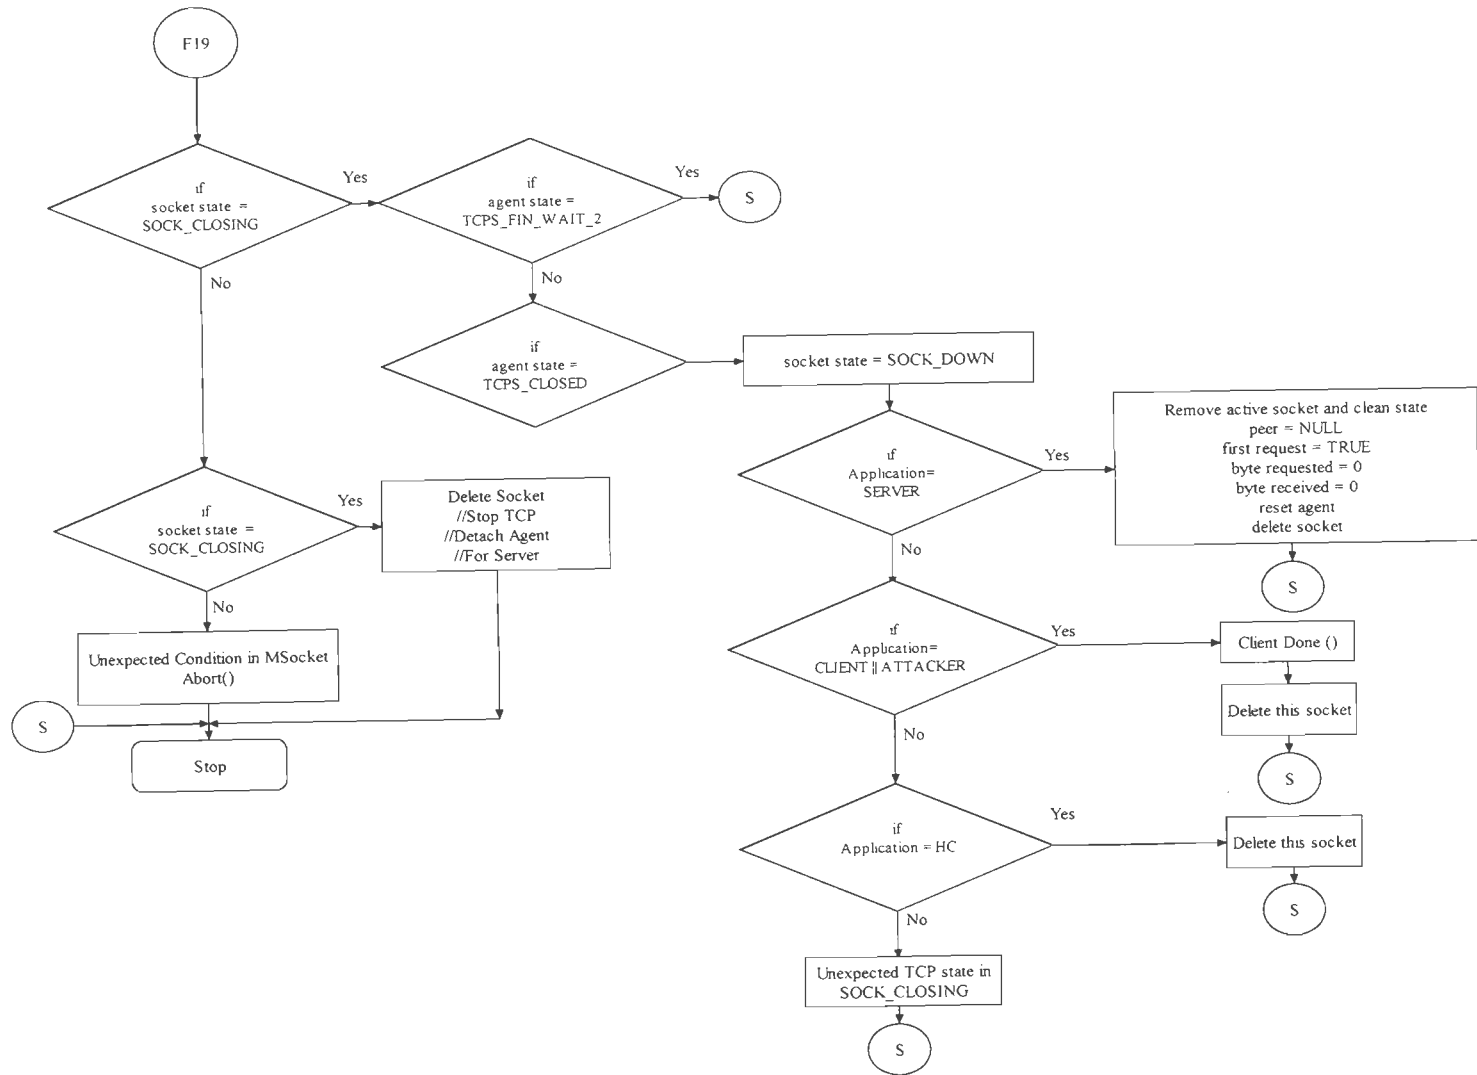 F19
if
socket state =
SOCK_CLOSING
Yes
if
agent state =
TCPS_FIN_WAIT_2
Yes
S
No
No
if
agent state =
TCPS_CLOSED
socket state = SOCK_DOWN
if
Application=
SERVER
Yes
Remove active socket and clean state
peer = NULL
first request = TRUE
byte requested = 0
byte received = 0
reset agent
delete socket
S
if
socket state =
SOCK_CLOSING
Yes
Delete Socket
//Stop TCP
//Detach Agent
//For Server
No
Unexpected Condition in MSocket
Abort()
S
Stop
No
if
Application=
CLIENT || ATTACKER
Yes
Client Done ()
Delete this socket
S
No
if
Application = HC
Yes
Delete this socket
S
No
Unexpected TCP state in
SOCK_CLOSING
S